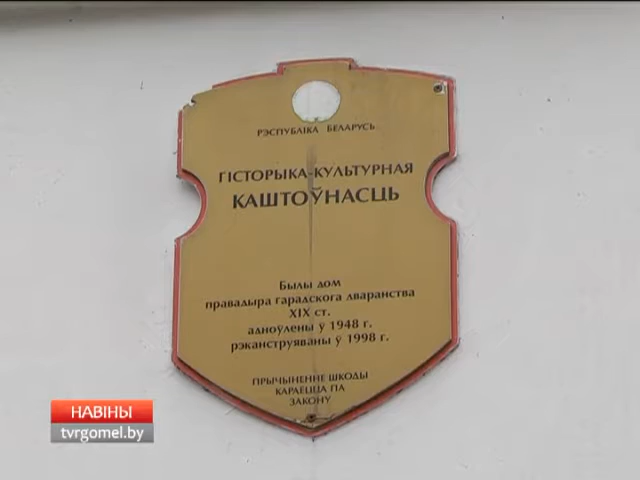 РЭСПУБЛІКА БЕЛАРУСЬ
ГІСТОРЫКА-КУЛЬТУРНАЯ
КАШТОЎНАСЦЬ
Былы дом
правадыра гарадскога дваранства
XIX ст.
адноўлены ў 1948 г.
рэканструяваны ў 1998 г.
ПРЫЧЫНЕННЕ ШКОДЫ
КАРАЕЦЦА ПА
ЗАКОНУ
НАВІНЫ
tvrgomel.by